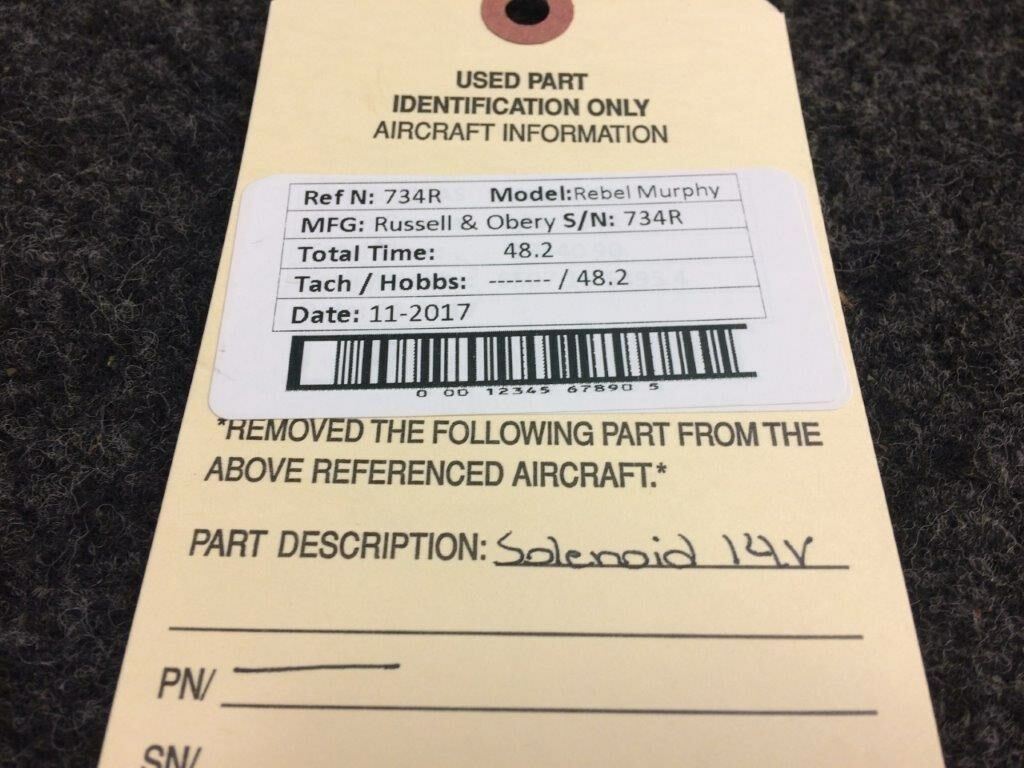 USED PART
IDENTIFICATION ONLY
AIRCRAFT INFORMATION
Ref N: 734R Model:Rebel Murphy
MFG: Russell & Obery S/N: 734R
Total Time: 48.2
Tach / Hobbs: ------- / 48.2
Date: 11-2017
0 00 12345 67890 5
*REMOVED THE FOLLOWING PART FROM THE
ABOVE REFERENCED AIRCRAFT.*
PART DESCRIPTION: Solenoid 14V
PN/
SN/